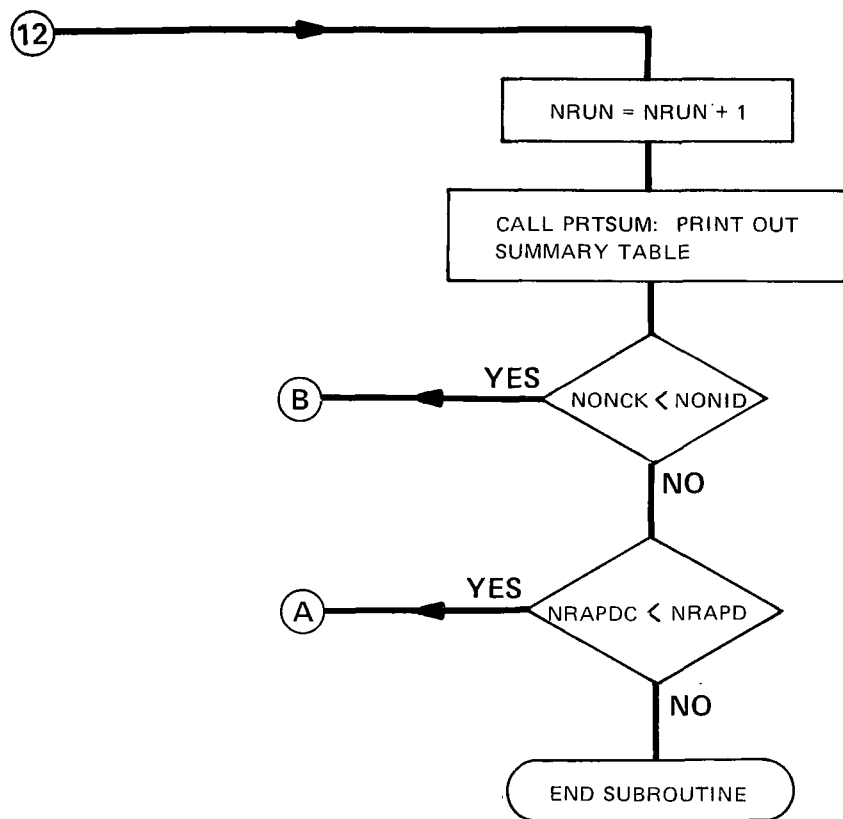 12
NRUN = NRUN + 1
CALL PRTSUM: PRINT OUT
SUMMARY TABLE
YES
B
NONCK < NONID
NO
YES
A
NRAPDC < NRAPD
NO
END SUBROUTINE